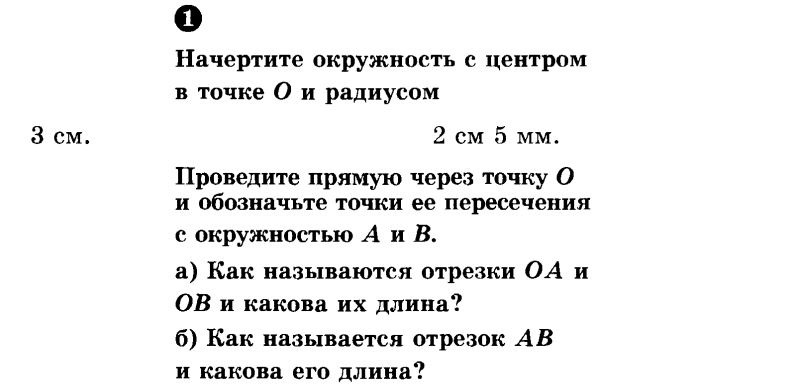 1
Начертите окружность с центром
в точке O и радиусом
3 см. 2 см 5 мм.
Проведите прямую через точку O
и обозначьте точки ее пересечения
с окружностью A и B.
а) Как называются отрезки OA и
OB и какова их длина?
б) Как называется отрезок AB
и какова его длина?